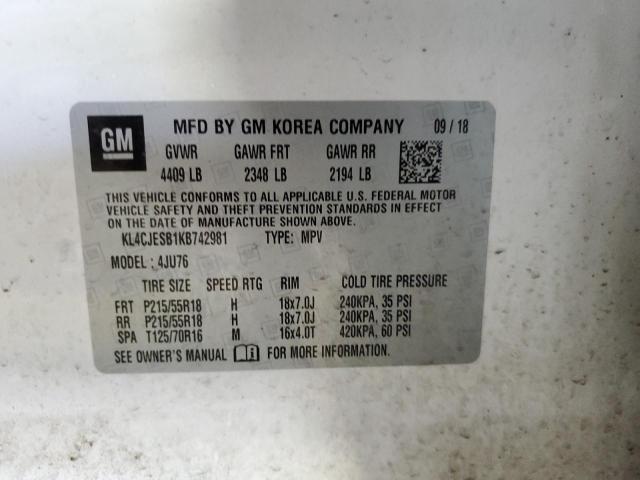 GM MFD BY GM KOREA COMPANY 09 / 18
GVWR GAWR FRT GAWR RR
4409 LB 2348 LB 2194 LB
THIS VEHICLE CONFORMS TO ALL APPLICABLE U.S. FEDERAL MOTOR
VEHICLE SAFETY AND THEFT PREVENTION STANDARDS IN EFFECT
ON THE DATE OF MANUFACTURE SHOWN ABOVE.
KL4CJESB1KB742981 TYPE: MPV
MODEL : 4JU76
TIRE SIZE SPEED RTG RIM COLD TIRE PRESSURE
FRT P215/55R18 H 18x7.0J 240KPA, 35 PSI
RR P215/55R18 H 18x7.0J 240KPA, 35 PSI
SPA T125/70R16 M 16x4.0T 420KPA, 60 PSI
SEE OWNER'S MANUAL FOR MORE INFORMATION.